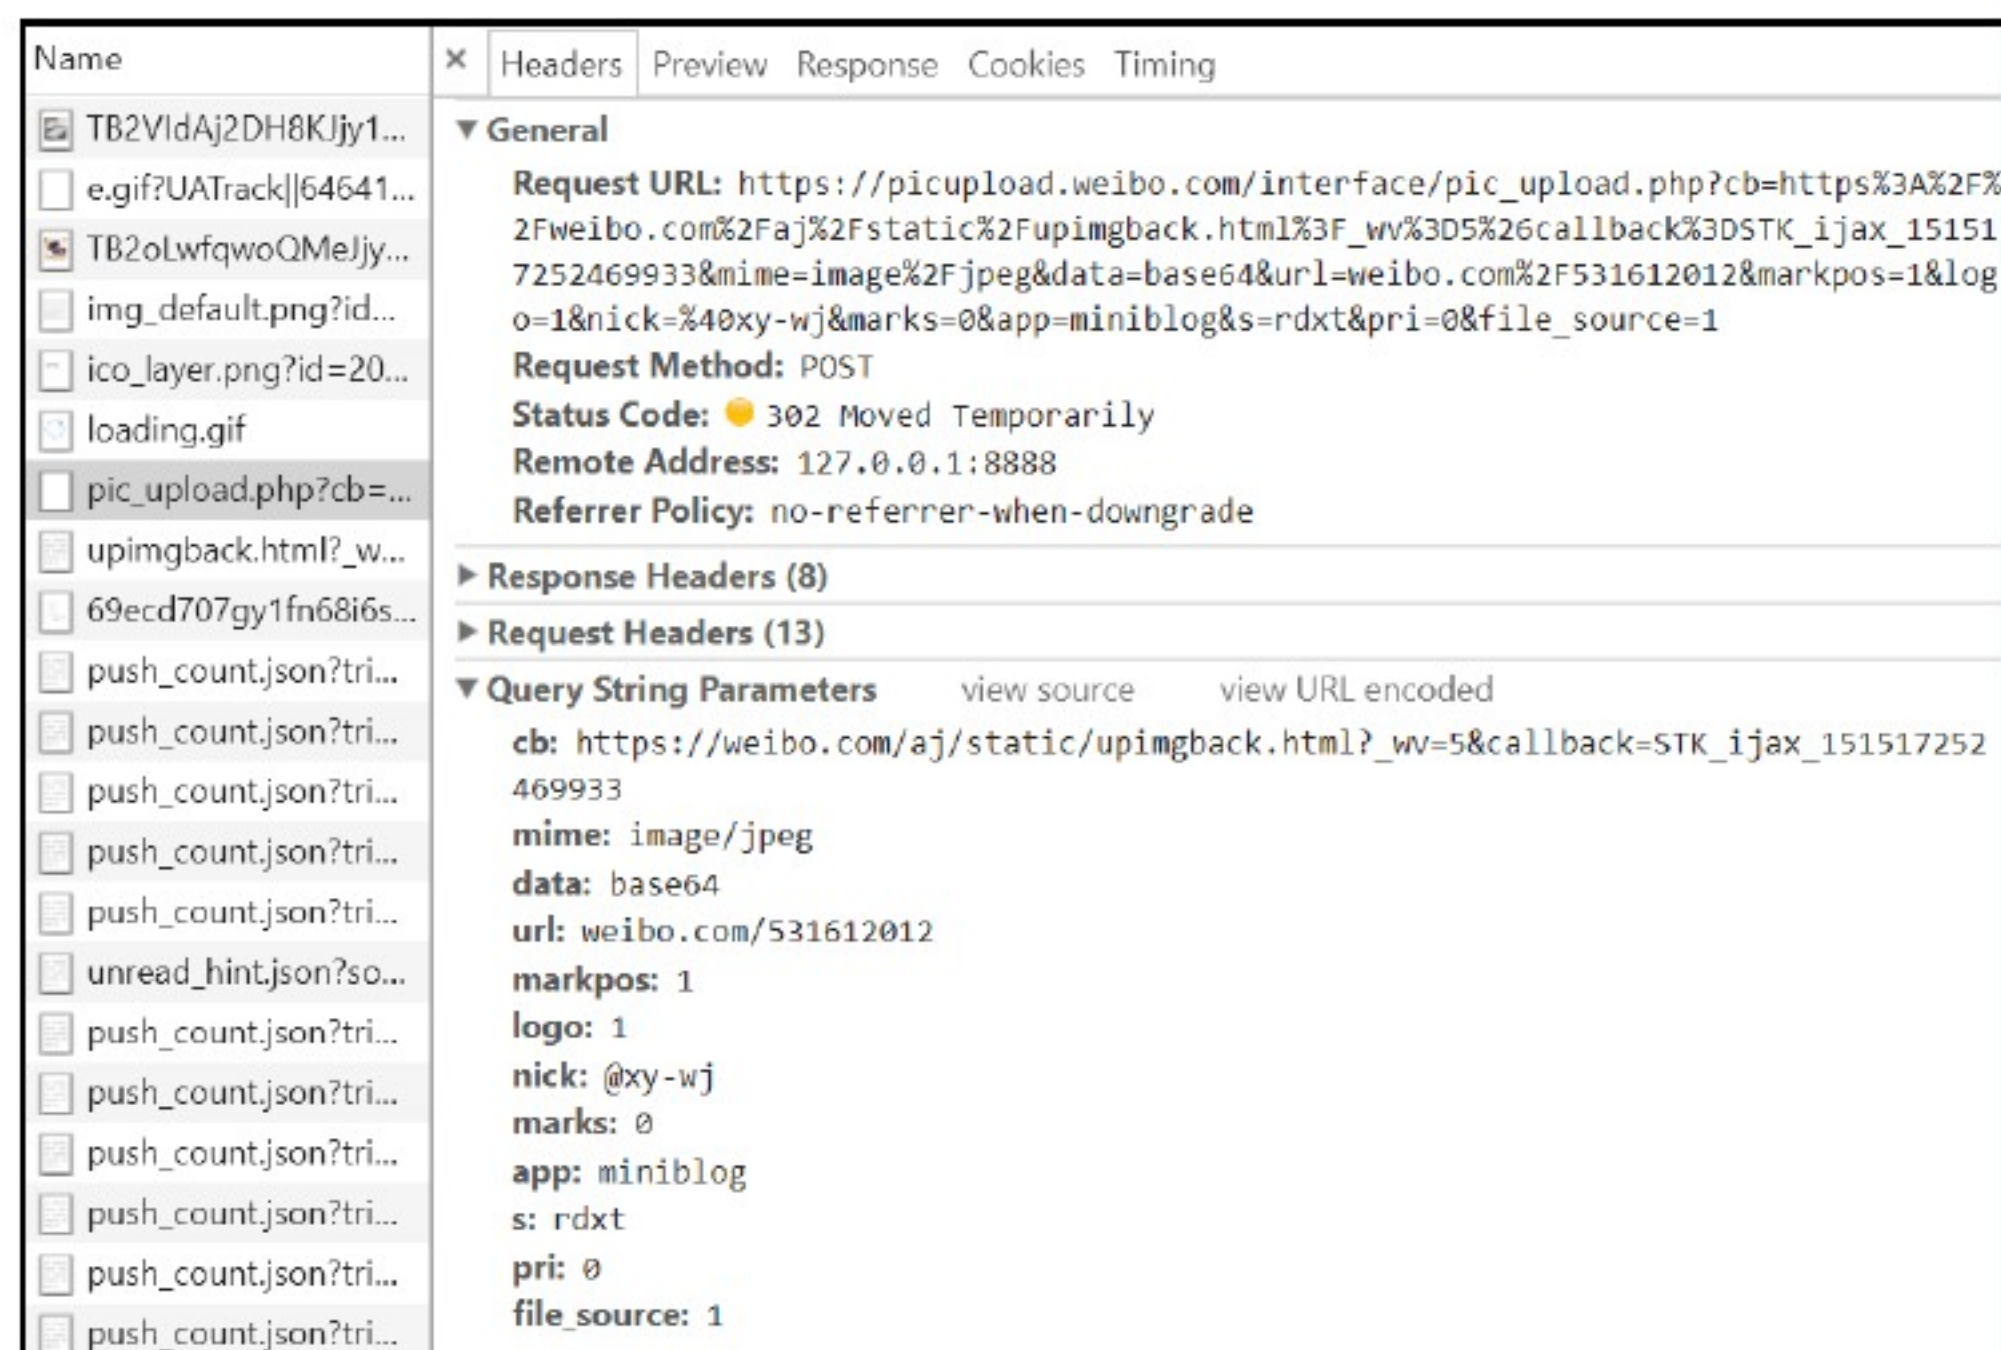 Name
TB2VIdAj2DH8KJjy1...
e.gif?UATrack||64641...
TB2oLwfqwoQMeJjy...
img_default.png?id...
ico_layer.png?id=20...
loading.gif
pic_upload.php?cb=...
upimgback.html?_w...
69ecd707gy1fn68i6s...
push_count.json?tri...
push_count.json?tri...
push_count.json?tri...
push_count.json?tri...
push_count.json?tri...
unread_hint.json?so...
push_count.json?tri...
push_count.json?tri...
push_count.json?tri...
push_count.json?tri...
push_count.json?tri...
push_count.json?tri...
× Headers Preview Response Cookies Timing
▼ General
Request URL: https://picupload.weibo.com/interface/pic_upload.php?cb=https%3A%2F%
2Fweibo.com%2Faj%2Fstatic%2Fupimgback.html%3F_wv%3D5%26callback%3DSTK_ijax_15151
7252469933&mime=image%2Fjpeg&data=base64&url=weibo.com%2F531612012&markpos=1&log
o=1&nick=%40xy-wj&marks=0&app=miniblog&s=rdxt&pri=0&file_source=1
Request Method: POST
Status Code: 302 Moved Temporarily
Remote Address: 127.0.0.1:8888
Referrer Policy: no-referrer-when-downgrade
▶ Response Headers (8)
▶ Request Headers (13)
▼ Query String Parameters view source view URL encoded
cb: https://weibo.com/aj/static/upimgback.html?_wv=5&callback=STK_ijax_151517252
469933
mime: image/jpeg
data: base64
url: weibo.com/531612012
markpos: 1
logo: 1
nick: @xy-wj
marks: 0
app: miniblog
s: rdxt
pri: 0
file_source: 1